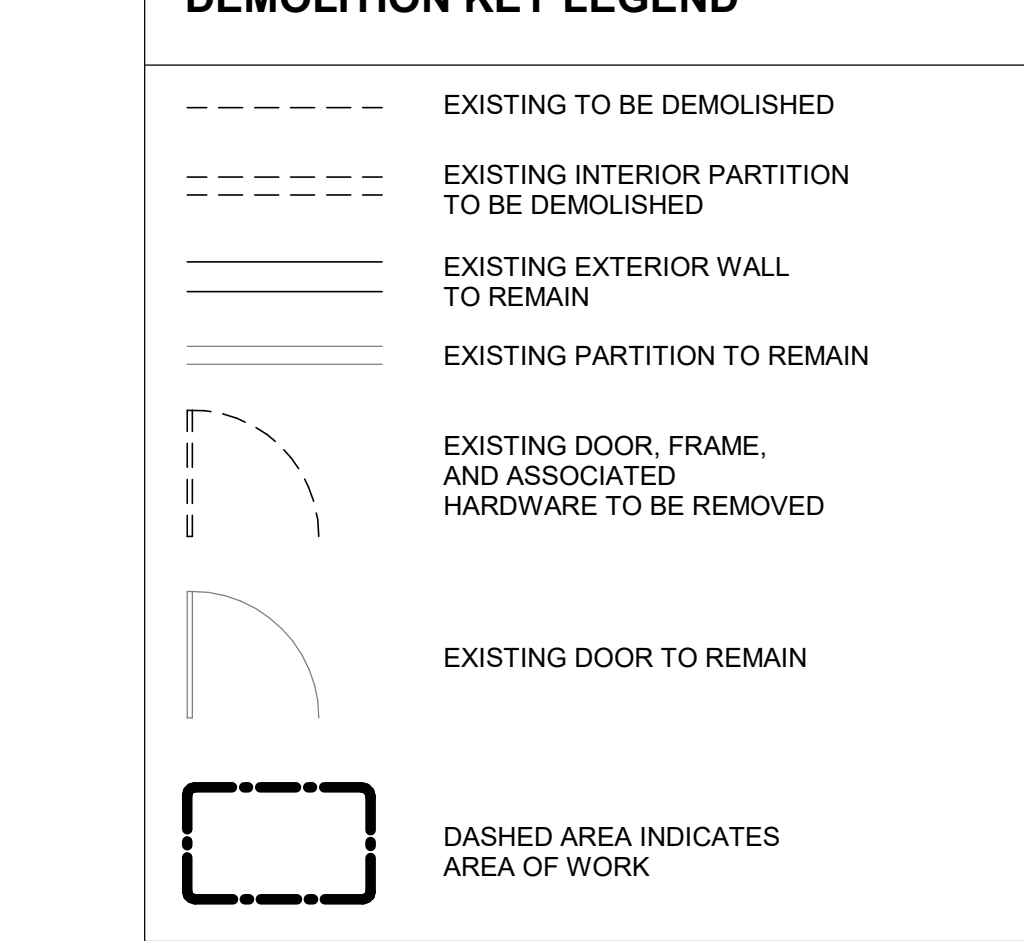 DEMOLITION KEY LEGEND
EXISTING TO BE DEMOLISHED
EXISTING INTERIOR PARTITION
TO BE DEMOLISHED
EXISTING EXTERIOR WALL
TO REMAIN
EXISTING PARTITION TO REMAIN
EXISTING DOOR, FRAME,
AND ASSOCIATED
HARDWARE TO BE REMOVED
EXISTING DOOR TO REMAIN
DASHED AREA INDICATES
AREA OF WORK